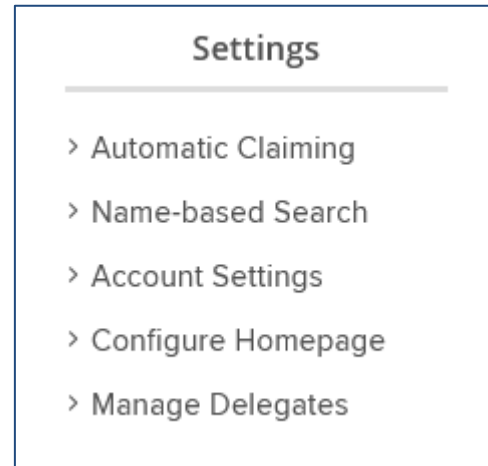 Settings
> Automatic Claiming
> Name-based Search
> Account Settings
> Configure Homepage
> Manage Delegates